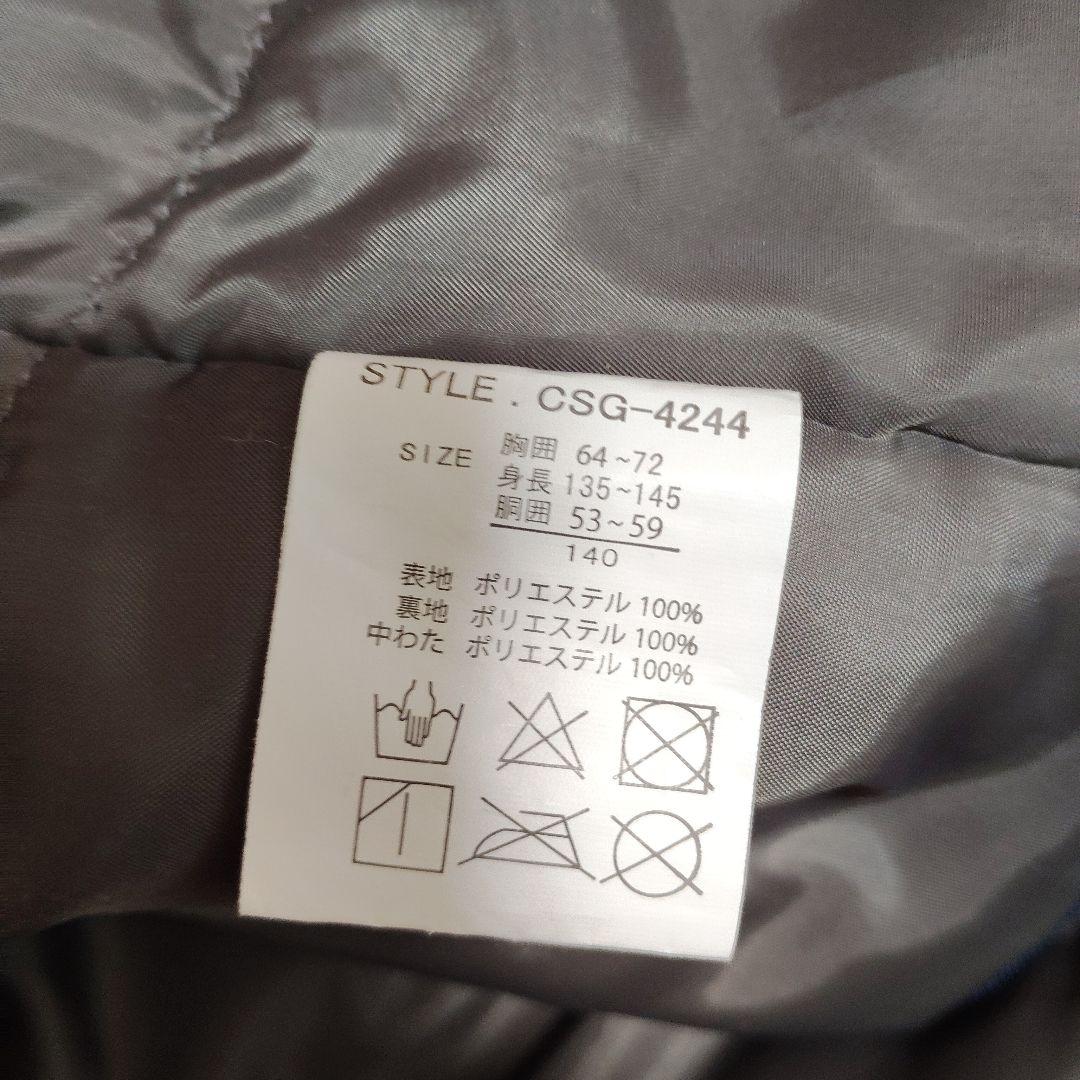 STYLE . CSG-4244
SIZE 胸囲 64~72
身長 135~145
胴囲 53~59
140
表地 ポリエステル 100%
裏地 ポリエステル 100%
中わた ポリエステル 100%